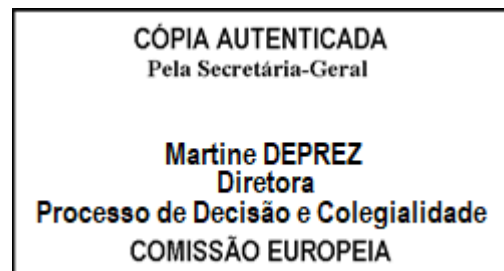 CÓPIA AUTENTICADA
Pela Secretária-Geral
Martine DEPREZ
Diretora
Processo de Decisão e Colegialidade
COMISSÃO EUROPEIA